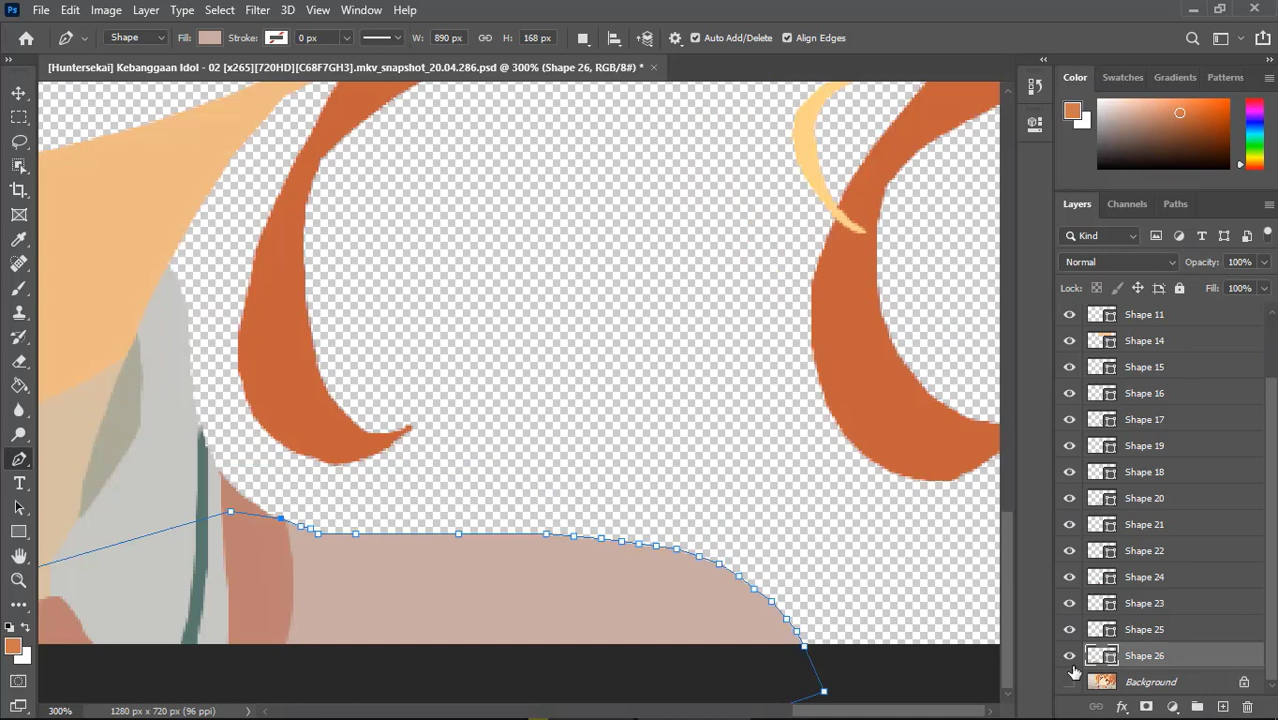 Ps File Edit Image Layer Type Select Filter 3D View Window Help
Shape Fill: Stroke: 0 px W: 890 px H: 168 px Auto Add/Delete Align Edges
[Huntersekai] Kebanggaan Idol - 02 [x265][720HD][C68F7GH3].mkv_snapshot_20.04.286.psd @ 300% (Shape 26, RGB/8#) *
Color Swatches Gradients Patterns
Layers Channels Paths
Kind
Normal Opacity: 100%
Lock: Fill: 100%
Shape 11
Shape 14
Shape 15
Shape 16
Shape 17
Shape 19
Shape 18
Shape 20
Shape 21
Shape 22
Shape 24
Shape 23
Shape 25
Shape 26
Background
300% 1280 px x 720 px (96 ppi)